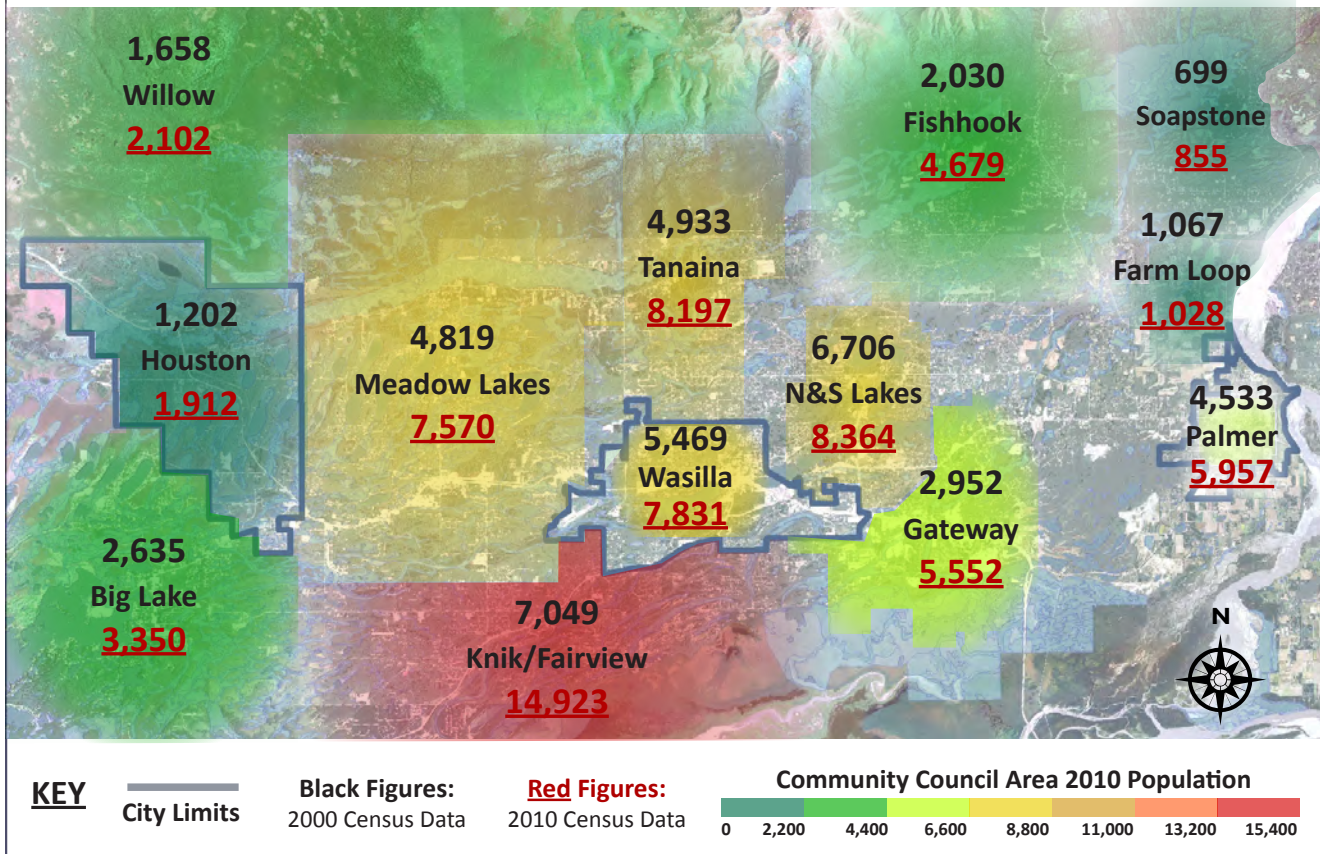 1,658
Willow
2,102
2,030
Fishhook
4,679
699
Soapstone
855
4,933
Tanaina
8,197
1,067
Farm Loop
1,028
1,202
Houston
1,912
4,819
Meadow Lakes
7,570
6,706
N&S Lakes
8,364
4,533
Palmer
5,957
5,469
Wasilla
7,831
2,952
Gateway
5,552
2,635
Big Lake
3,350
7,049
Knik/Fairview
14,923
N
KEY
City Limits
Black Figures:
2000 Census Data
Red Figures:
2010 Census Data
Community Council Area 2010 Population
0 2,200 4,400 6,600 8,800 11,000 13,200 15,400